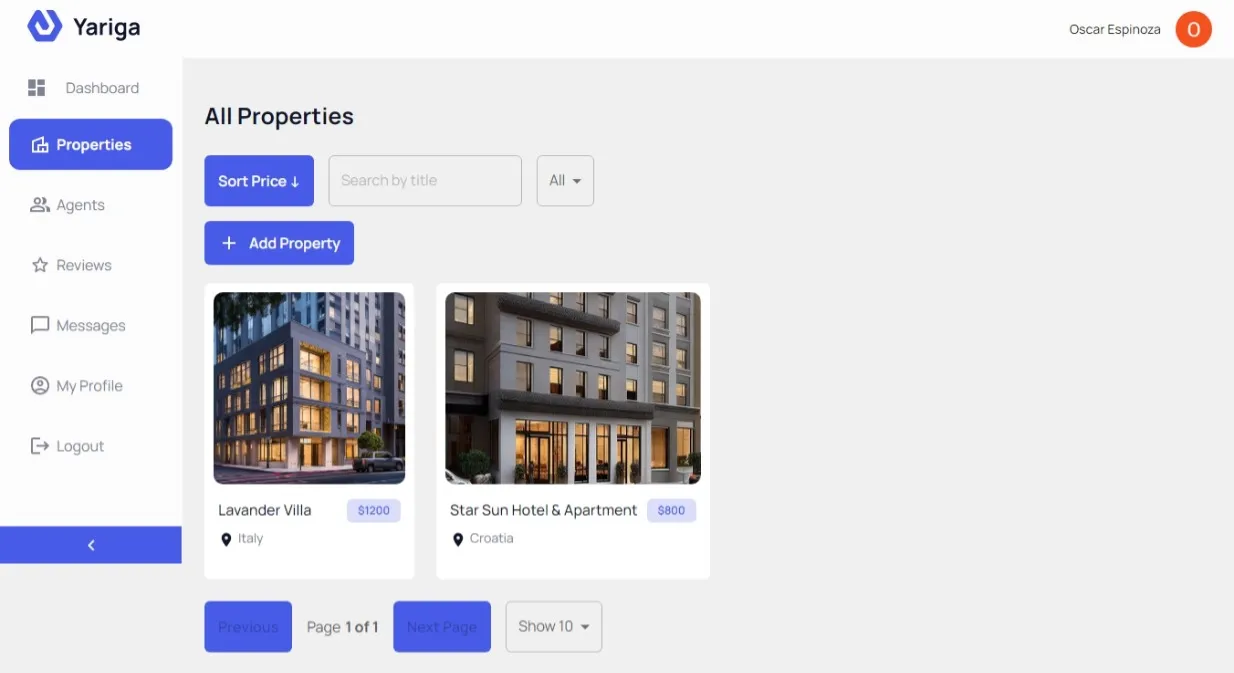 Yariga
Oscar Espinoza
O
Dashboard
Properties
Agents
Reviews
Messages
My Profile
Logout
All Properties
Sort Price ↓
Search by title
All
+ Add Property
Lavander Villa
$1200
Italy
Star Sun Hotel & Apartment
$800
Croatia
Previous
Page 1 of 1
Next Page
Show 10